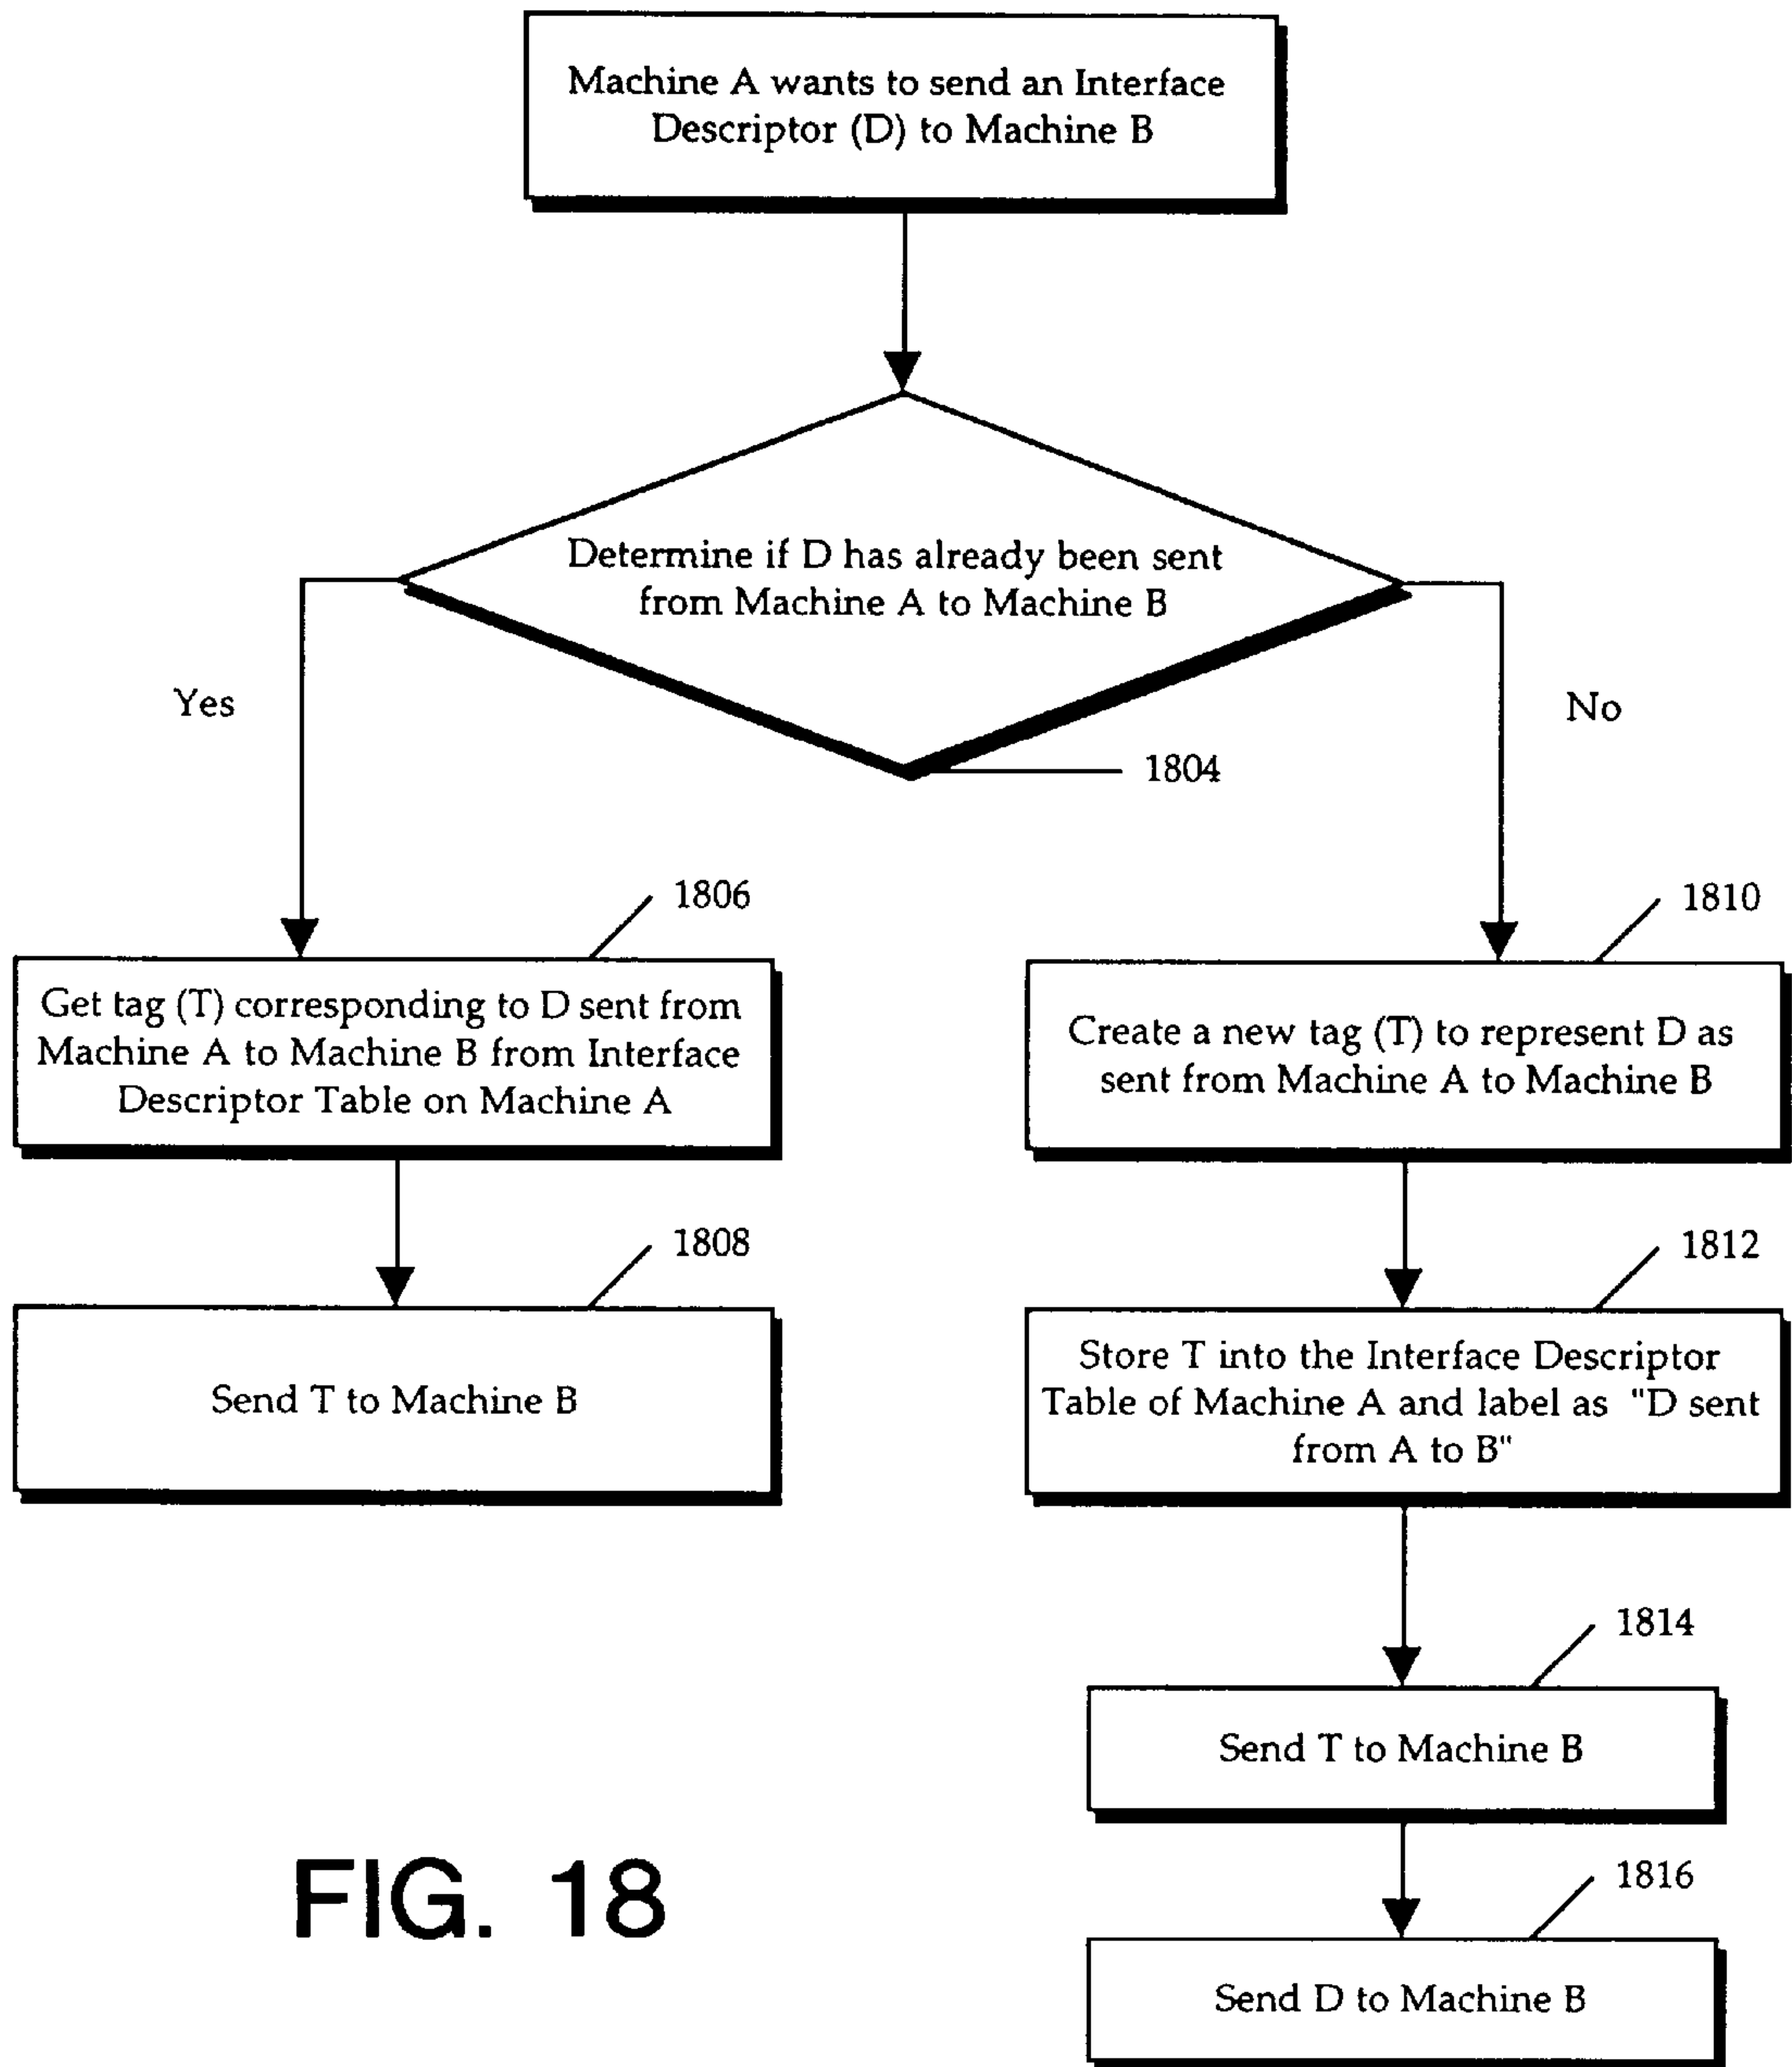 Machine A wants to send an Interface
Descriptor (D) to Machine B
Determine if D has already been sent
from Machine A to Machine B
Yes
No
1804
1806
Get tag (T) corresponding to D sent from
Machine A to Machine B from Interface
Descriptor Table on Machine A
1808
Send T to Machine B
1810
Create a new tag (T) to represent D as
sent from Machine A to Machine B
1812
Store T into the Interface Descriptor
Table of Machine A and label as "D sent
from A to B"
1814
Send T to Machine B
1816
Send D to Machine B
FIG. 18